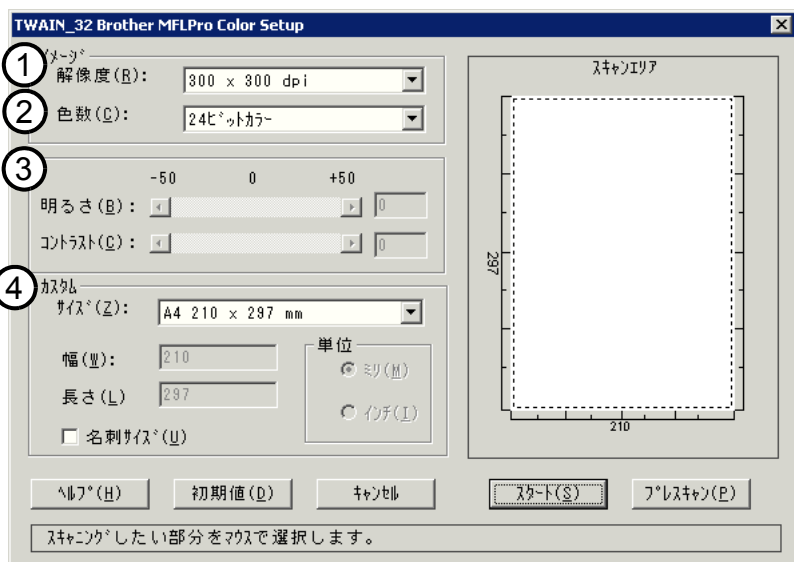 TWAIN_32 Brother MFLPro Color Setup
ｲﾒｰｼﾞ
① 解像度(R): 300 x 300 dpi
② 色数(C): 24ﾋﾞｯﾄｶﾗｰ
③
-50 0 +50
明るさ(B): 0
ｺﾝﾄﾗｽﾄ(C): 0
④ ｶｽﾀﾑ
ｻｲｽﾞ(Z): A4 210 x 297 mm
幅(W): 210
長さ(L) 297
名刺ｻｲｽﾞ(U)
単位
ﾐﾘ(M)
ｲﾝﾁ(I)
ｽｷｬﾝｴﾘｱ
297
210
ﾍﾙﾌﾟ(H) 初期値(D) ｷｬﾝｾﾙ ｽﾀｰﾄ(S) ﾌﾟﾚｽｷｬﾝ(P)
ｽｷｬﾆﾝｸﾞしたい部分をﾏｳｽで選択します。